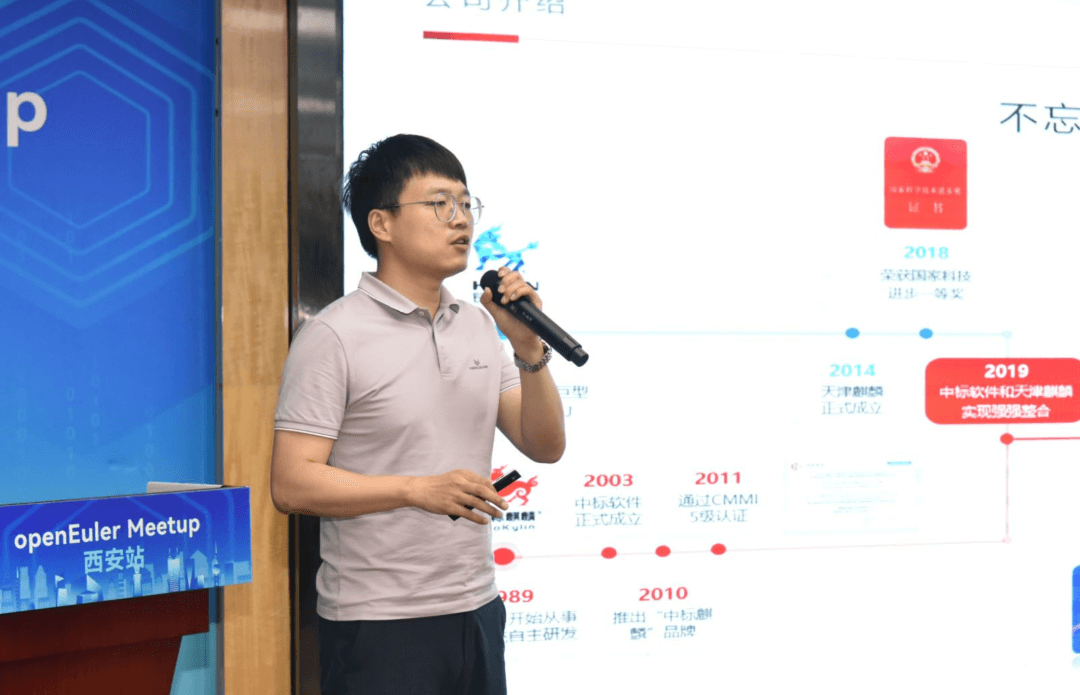 p
openEuler Meetup
西安站
公司介绍
不忘
2018
荣获国家科技
进步一等奖
2014
天津麒麟
正式成立
2019
中标软件和天津麒麟
实现强强整合
2003
中标软件
正式成立
2011
通过CMMI
5级认证
989
开始从事
自主研发
2010
推出“中标麒
麟”品牌